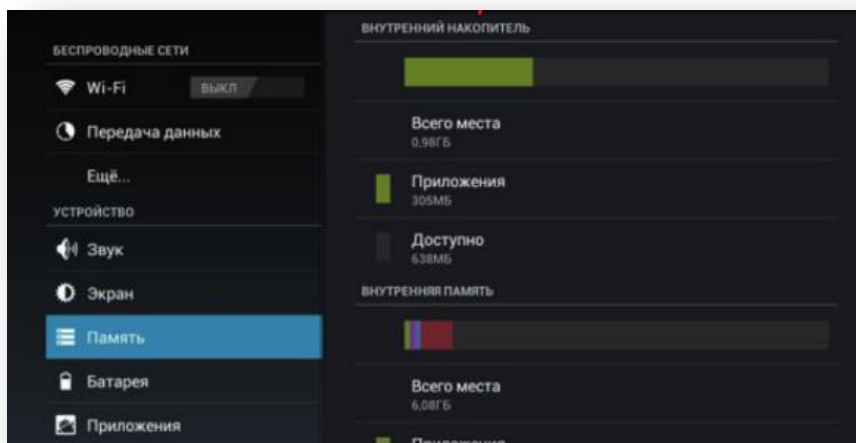 БЕСПРОВОДНЫЕ СЕТИ
Wi-Fi ВЫКЛ
Передача данных
Ещё...
УСТРОЙСТВО
Звук
Экран
Память
Батарея
Приложения
ВНУТРЕННИЙ НАКОПИТЕЛЬ
Всего места
0,98ГБ
Приложения
305МБ
Доступно
638МБ
ВНУТРЕННЯЯ ПАМЯТЬ
Всего места
6,08ГБ
Приложения